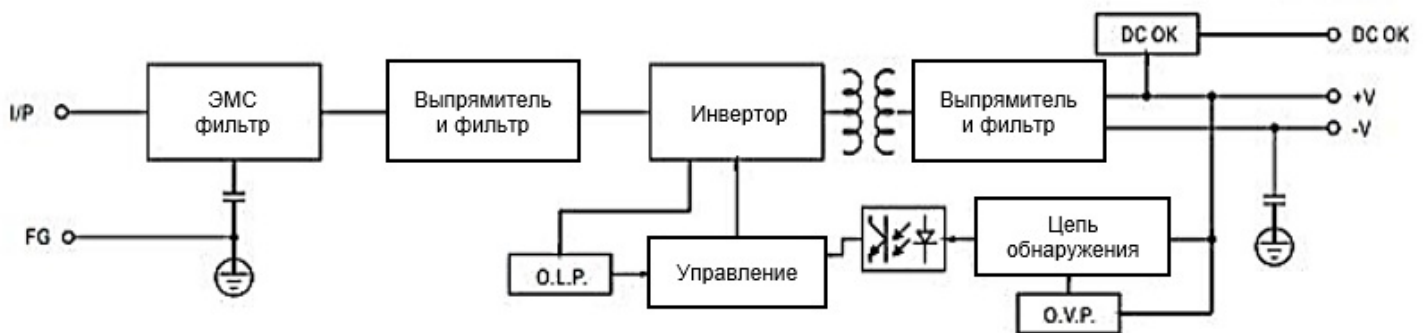 DC OK
DC OK
I/P
ЭМС
фильтр
Выпрямитель
и фильтр
Инвертор
Выпрямитель
и фильтр
+V
-V
FG
O.L.P.
Управление
Цепь
обнаружения
O.V.P.